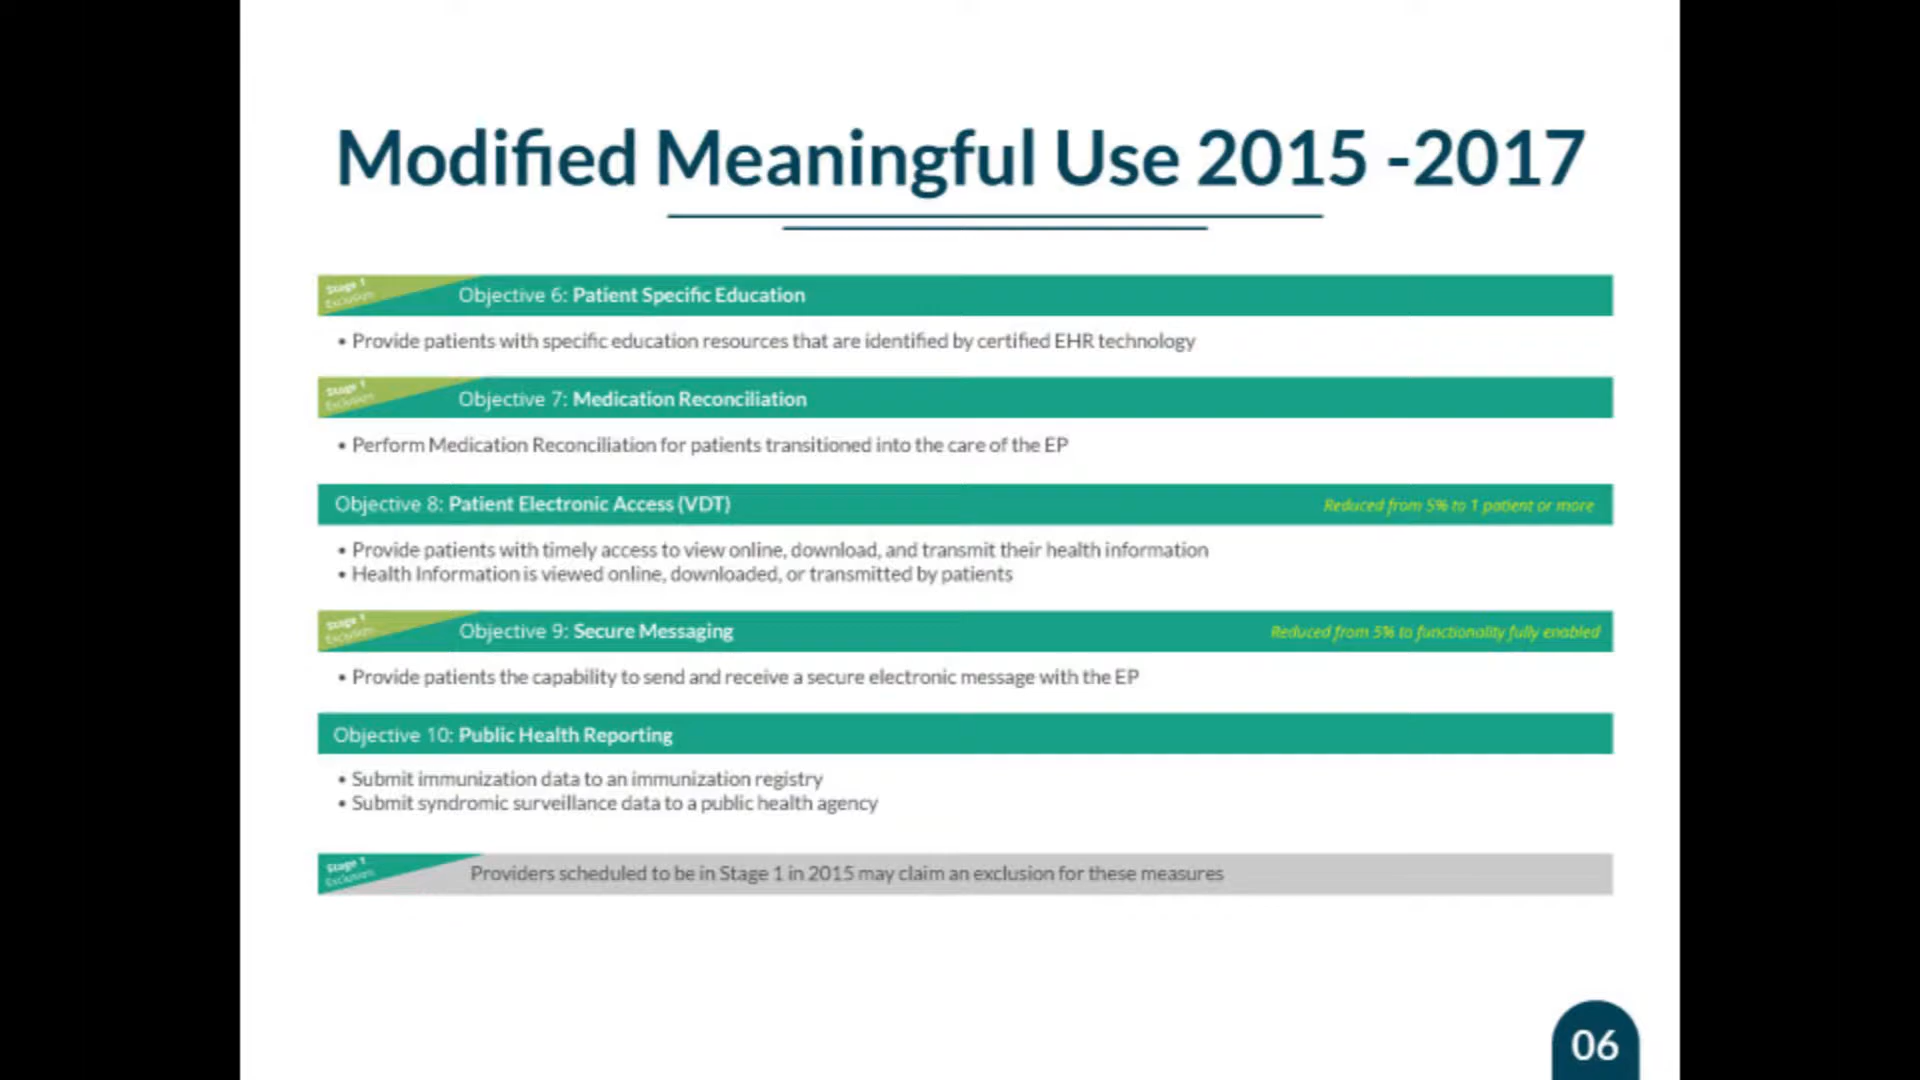 Modified Meaningful Use 2015 -2017
Stage 1
Exclusion
Objective 6: Patient Specific Education
• Provide patients with specific education resources that are identified by certified EHR technology
Stage 1
Exclusion
Objective 7: Medication Reconciliation
• Perform Medication Reconciliation for patients transitioned into the care of the EP
Objective 8: Patient Electronic Access (VDT)
Reduced from 5% to 1 patient or more
• Provide patients with timely access to view online, download, and transmit their health information
• Health Information is viewed online, downloaded, or transmitted by patients
Stage 1
Exclusion
Objective 9: Secure Messaging
Reduced from 5% to functionality fully enabled
• Provide patients the capability to send and receive a secure electronic message with the EP
Objective 10: Public Health Reporting
• Submit immunization data to an immunization registry
• Submit syndromic surveillance data to a public health agency
Stage 1
Exclusion
Providers scheduled to be in Stage 1 in 2015 may claim an exclusion for these measures
06